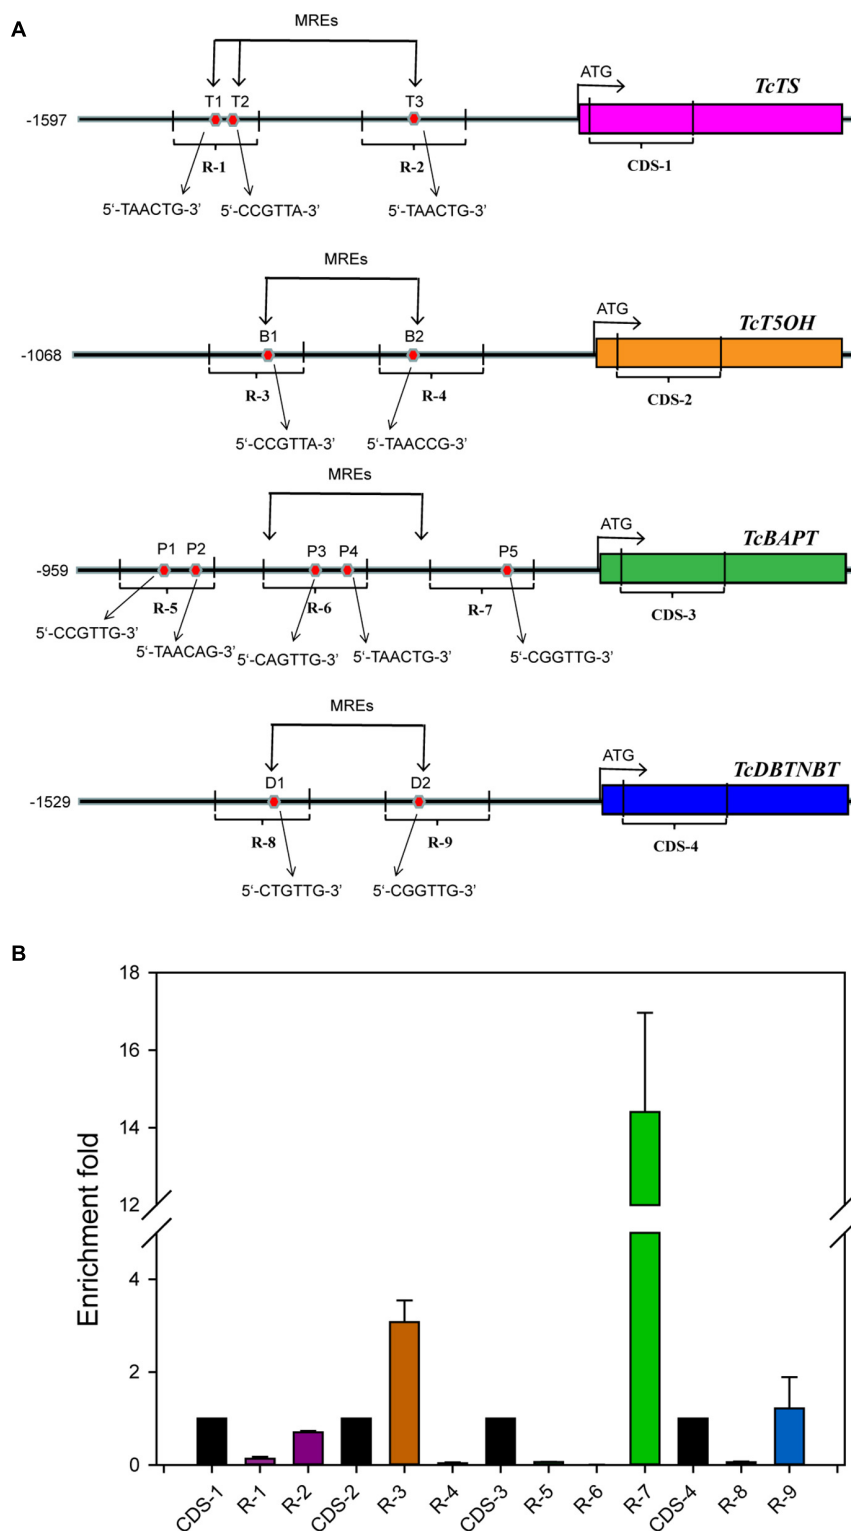 A
MREs
ATG
TcTS
T1 T2 T3
-1597
R-1 R-2 CDS-1
5‘-TAACTG-3’ 5‘-CCGTTA-3’ 5‘-TAACTG-3’
MREs
ATG
TcT5OH
B1 B2
-1068
R-3 R-4 CDS-2
5‘-CCGTTA-3’ 5‘-TAACCG-3’
MREs
ATG
TcBAPT
P1 P2 P3 P4 P5
-959
R-5 R-6 R-7 CDS-3
5‘-CCGTTG-3’ 5‘-TAACAG-3’ 5‘-CAGTTG-3’ 5‘-TAACTG-3’ 5‘-CGGTTG-3’
MREs
ATG
TcDBTNBT
D1 D2
-1529
R-8 R-9 CDS-4
5‘-CTGTTG-3’ 5‘-CGGTTG-3’
B
Enrichment fold
18
16
14
12
4
2
0
CDS-1 R-1 R-2 CDS-2 R-3 R-4 CDS-3 R-5 R-6 R-7 CDS-4 R-8 R-9